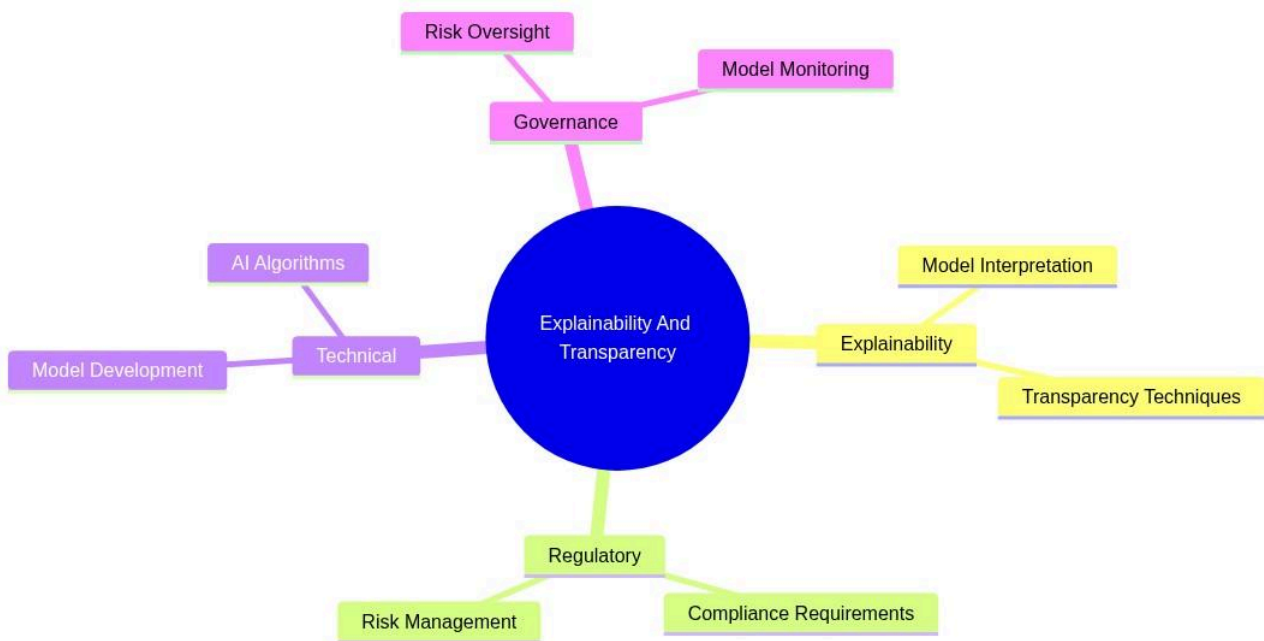 Risk Oversight
Model Monitoring
Governance
AI Algorithms
Model Interpretation
Explainability And
Transparency
Explainability
Technical
Model Development
Transparency Techniques
Regulatory
Compliance Requirements
Risk Management